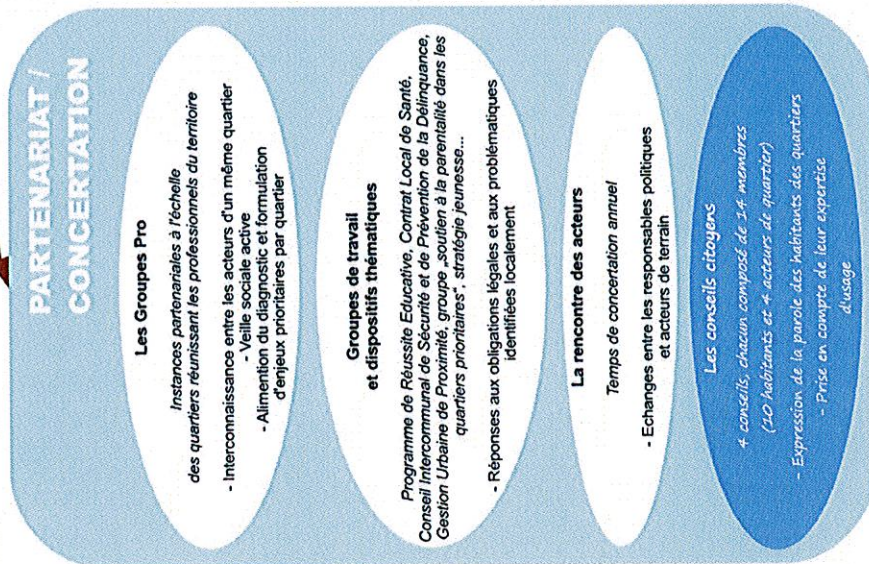 PARTENARIAT /
CONCERTATION
Les Groupes Pro
Instances partenariales à l'échelle
des quartiers réunissant les professionnels du territoire
- Interconnaissance entre les acteurs d'un même quartier
- Veille sociale active
- Alimention du diagnostic et formulation
d'enjeux prioritaires par quartier
Groupes de travail
et dispositifs thématiques
Programme de Réussite Educative, Contrat Local de Santé,
Conseil Intercommunal de Sécurité et de Prévention de la Délinquance,
Gestion Urbaine de Proximité, groupe „soutien à la parentalité dans les
quartiers prioritaires", stratégie jeunesse...
- Réponses aux obligations légales et aux problématiques
identifiées localement
La rencontre des acteurs
Temps de concertation annuel
- Echanges entre les responsables politiques
et acteurs de terrain
Les conseils citoyens
4 conseils, chacun composé de 14 membres
(10 habitants et 4 acteurs de quartier)
- Expression de la parole des habitants des quartiers
- Prise en compte de leur expertise
d'usage